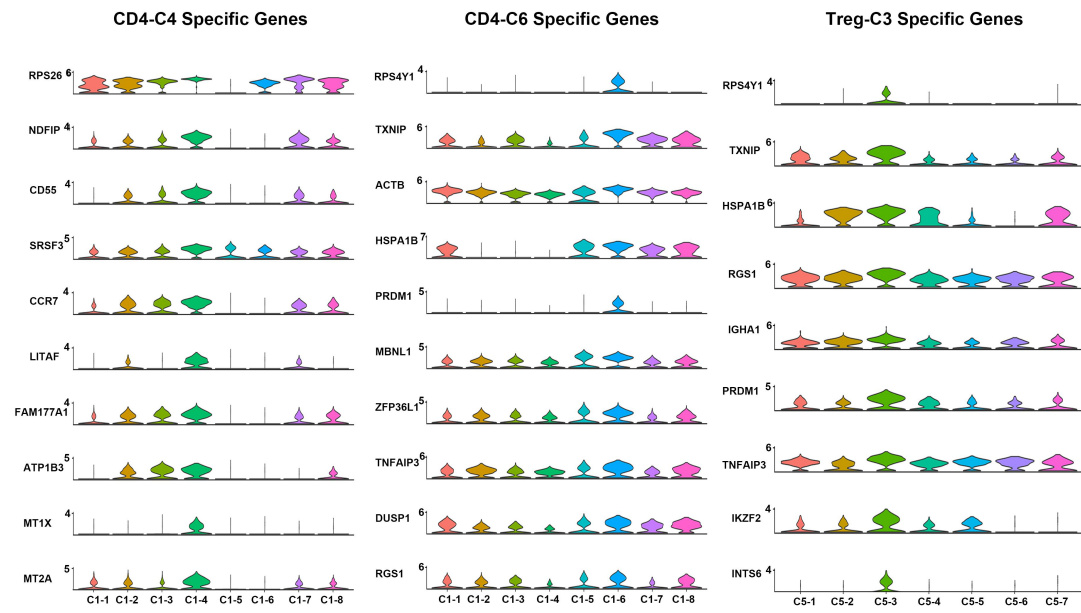 CD4-C4 Specific Genes
RPS26 6
NDFIP 4
CD55 4
SRSF3 5
CCR7 4
LITAF 4
FAM177A1 4
ATP1B3 5
MT1X 4
MT2A 5
C1-1 C1-2 C1-3 C1-4 C1-5 C1-6 C1-7 C1-8
CD4-C6 Specific Genes
RPS4Y1 4
TXNIP 6
ACTB 6
HSPA1B 7
PRDM1 5
MBNL1 5
ZFP36L1 5
TNFAIP3 6
DUSP1 6
RGS1 6
C1-1 C1-2 C1-3 C1-4 C1-5 C1-6 C1-7 C1-8
Treg-C3 Specific Genes
RPS4Y1 4
TXNIP 6
HSPA1B 6
RGS1 6
IGHA1 6
PRDM1 5
TNFAIP3 6
IKZF2 4
INTS6 4
C5-1 C5-2 C5-3 C5-4 C5-5 C5-6 C5-7